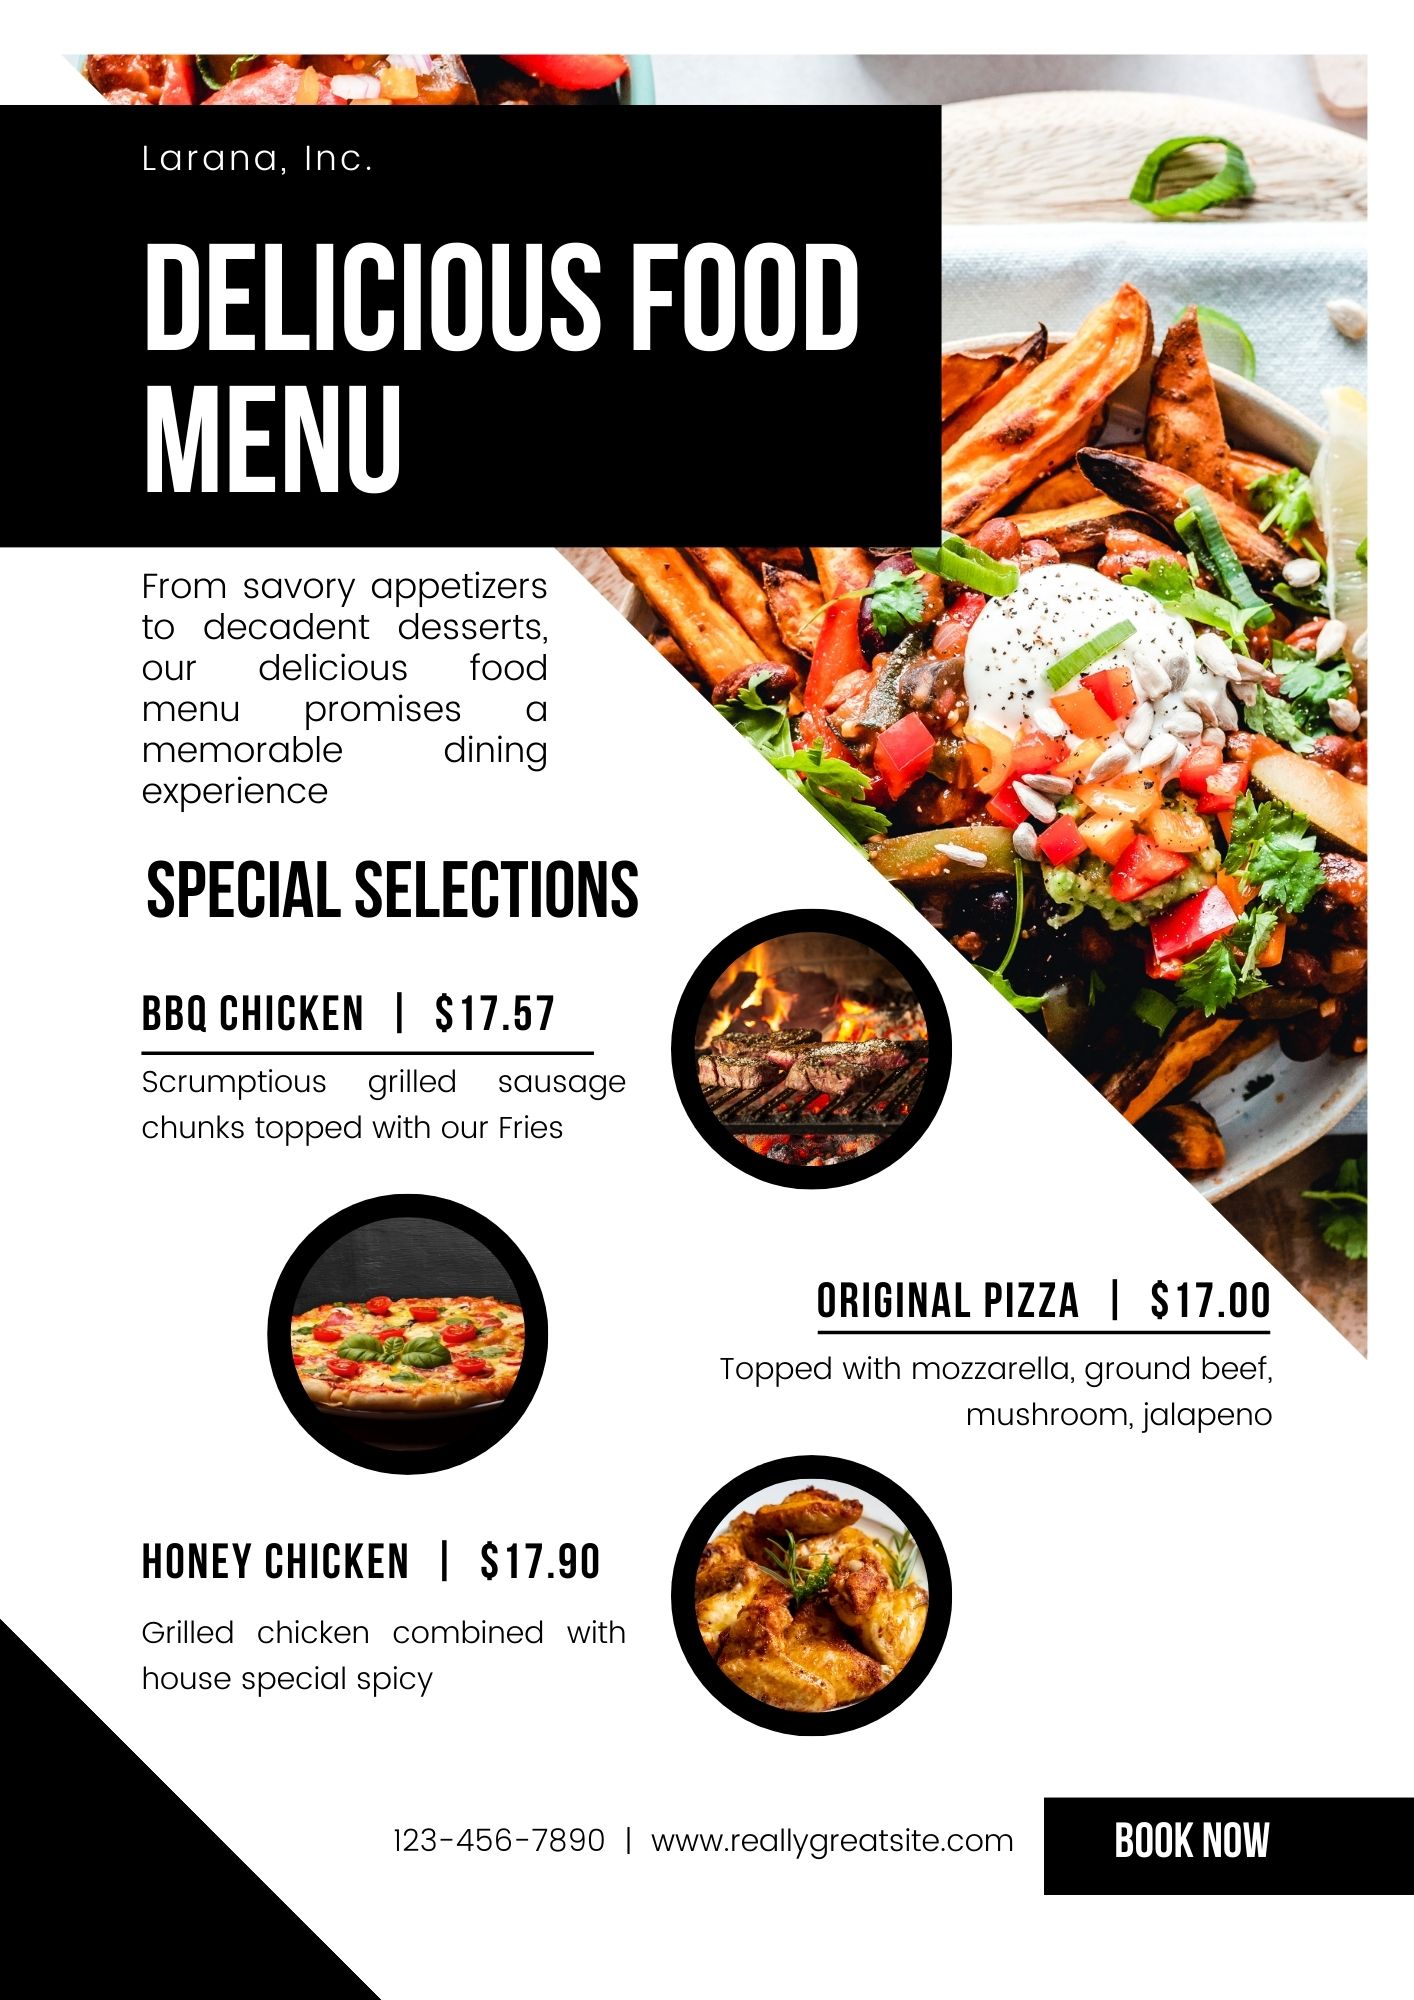 Larana, Inc.
DELICIOUS FOOD
MENU
From savory appetizers
to decadent desserts,
our delicious food
menu promises a
memorable dining
experience
SPECIAL SELECTIONS
BBQ CHICKEN | $17.57
Scrumptious grilled sausage
chunks topped with our Fries
ORIGINAL PIZZA | $17.00
Topped with mozzarella, ground beef,
mushroom, jalapeno
HONEY CHICKEN | $17.90
Grilled chicken combined with
house special spicy
123-456-7890 | www.reallygreatsite.com
BOOK NOW